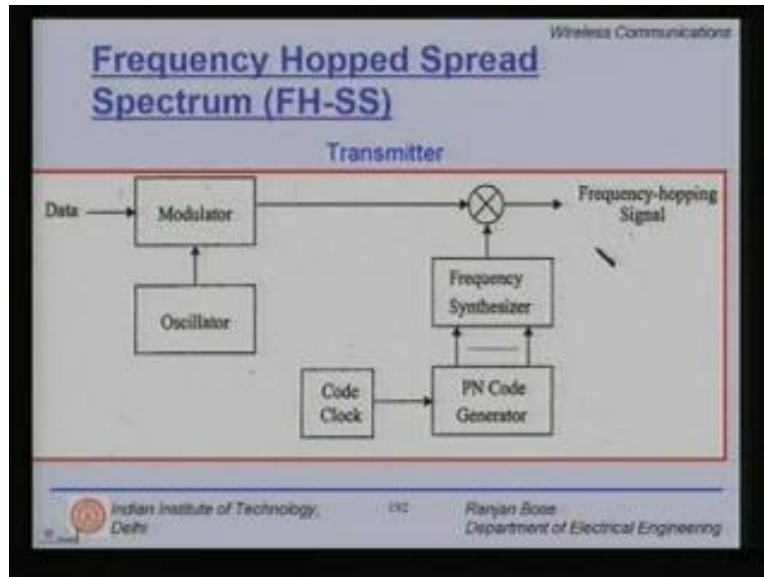 Wireless Communications
Frequency Hopped Spread
Spectrum (FH-SS)
Transmitter
Data
Modulator
Frequency-hopping
Signal
Oscillator
Frequency
Synthesizer
Code
Clock
PN Code
Generator
Indian Institute of Technology,
Delhi
192
Ranjan Bose
Department of Electrical Engineering